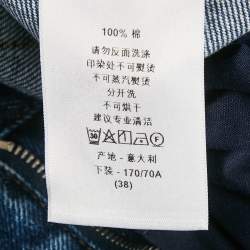 100% 棉
请勿反面洗涤
印染处不可熨烫
不可蒸汽熨烫
分开洗
不可烘干
建议专业清洁
30 A F
产地 - 意大利
下装 - 170/70A
(38)